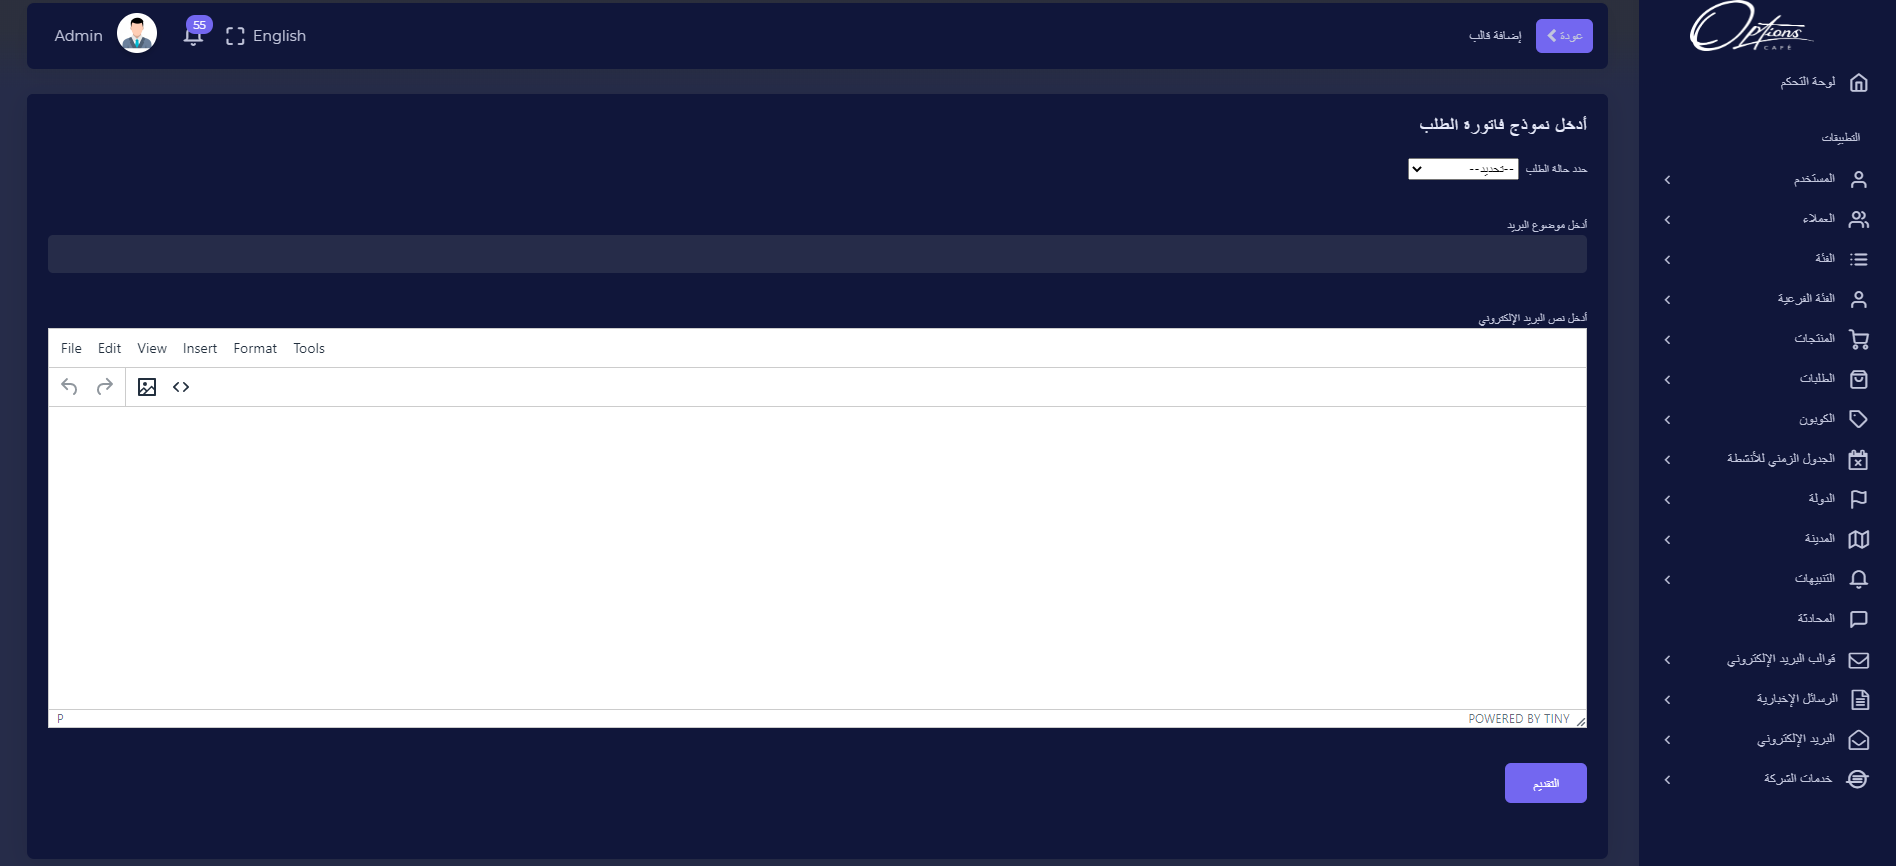 Options
CAFÉ
لوحة التحكم
التطبيقات
المستخدم
العملاء
الفئة
الفئة الفرعية
المنتجات
الطلبات
الكوبون
الجدول الزمني للأنشطة
الدولة
المدينة
التنبيهات
المحادثة
قوالب البريد الإلكتروني
الرسائل الإخبارية
البريد الإلكتروني
خدمات الشركة
عودة
إضافة قالب
English
55
Admin
أدخل نموذج فاتورة الطلب
حدد حالة الطلب
--تحديد--
أدخل موضوع البريد
أدخل نص البريد الإلكتروني
File Edit View Insert Format Tools
P
POWERED BY TINY
التقديم